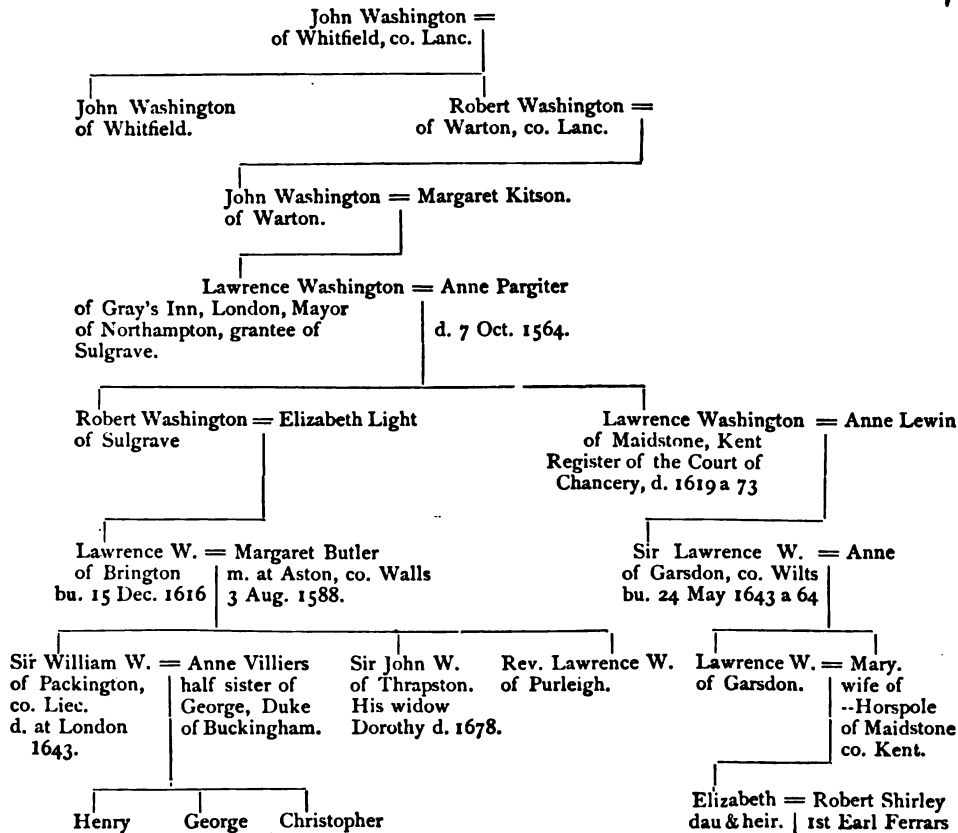 John Washington =
of Whitfield, co. Lanc.
John Washington
of Whitfield.
Robert Washington =
of Warton, co. Lanc.
John Washington = Margaret Kitson.
of Warton.
Lawrence Washington = Anne Pargiter
of Gray's Inn, London, Mayor
of Northampton, grantee of
Sulgrave.
d. 7 Oct. 1564.
Robert Washington = Elizabeth Light
of Sulgrave
Lawrence Washington = Anne Lewin
of Maidstone, Kent
Register of the Court of
Chancery, d. 1619 a 73
Lawrence W. = Margaret Butler
of Brington
bu. 15 Dec. 1616
m. at Aston, co. Walls
3 Aug. 1588.
Sir Lawrence W. = Anne
of Garsdon, co. Wilts
bu. 24 May 1643 a 64
Sir William W. = Anne Villiers
of Packington,
co. Liec.
d. at London
1643.
half sister of
George, Duke
of Buckingham.
Sir John W.
of Thrapston.
His widow
Dorothy d. 1678.
Rev. Lawrence W.
of Purleigh.
Lawrence W. = Mary.
of Garsdon.
wife of
--Horspole
of Maidstone
co. Kent.
Henry
George
Christopher
Elizabeth = Robert Shirley
dau & heir. | 1st Earl Ferrars